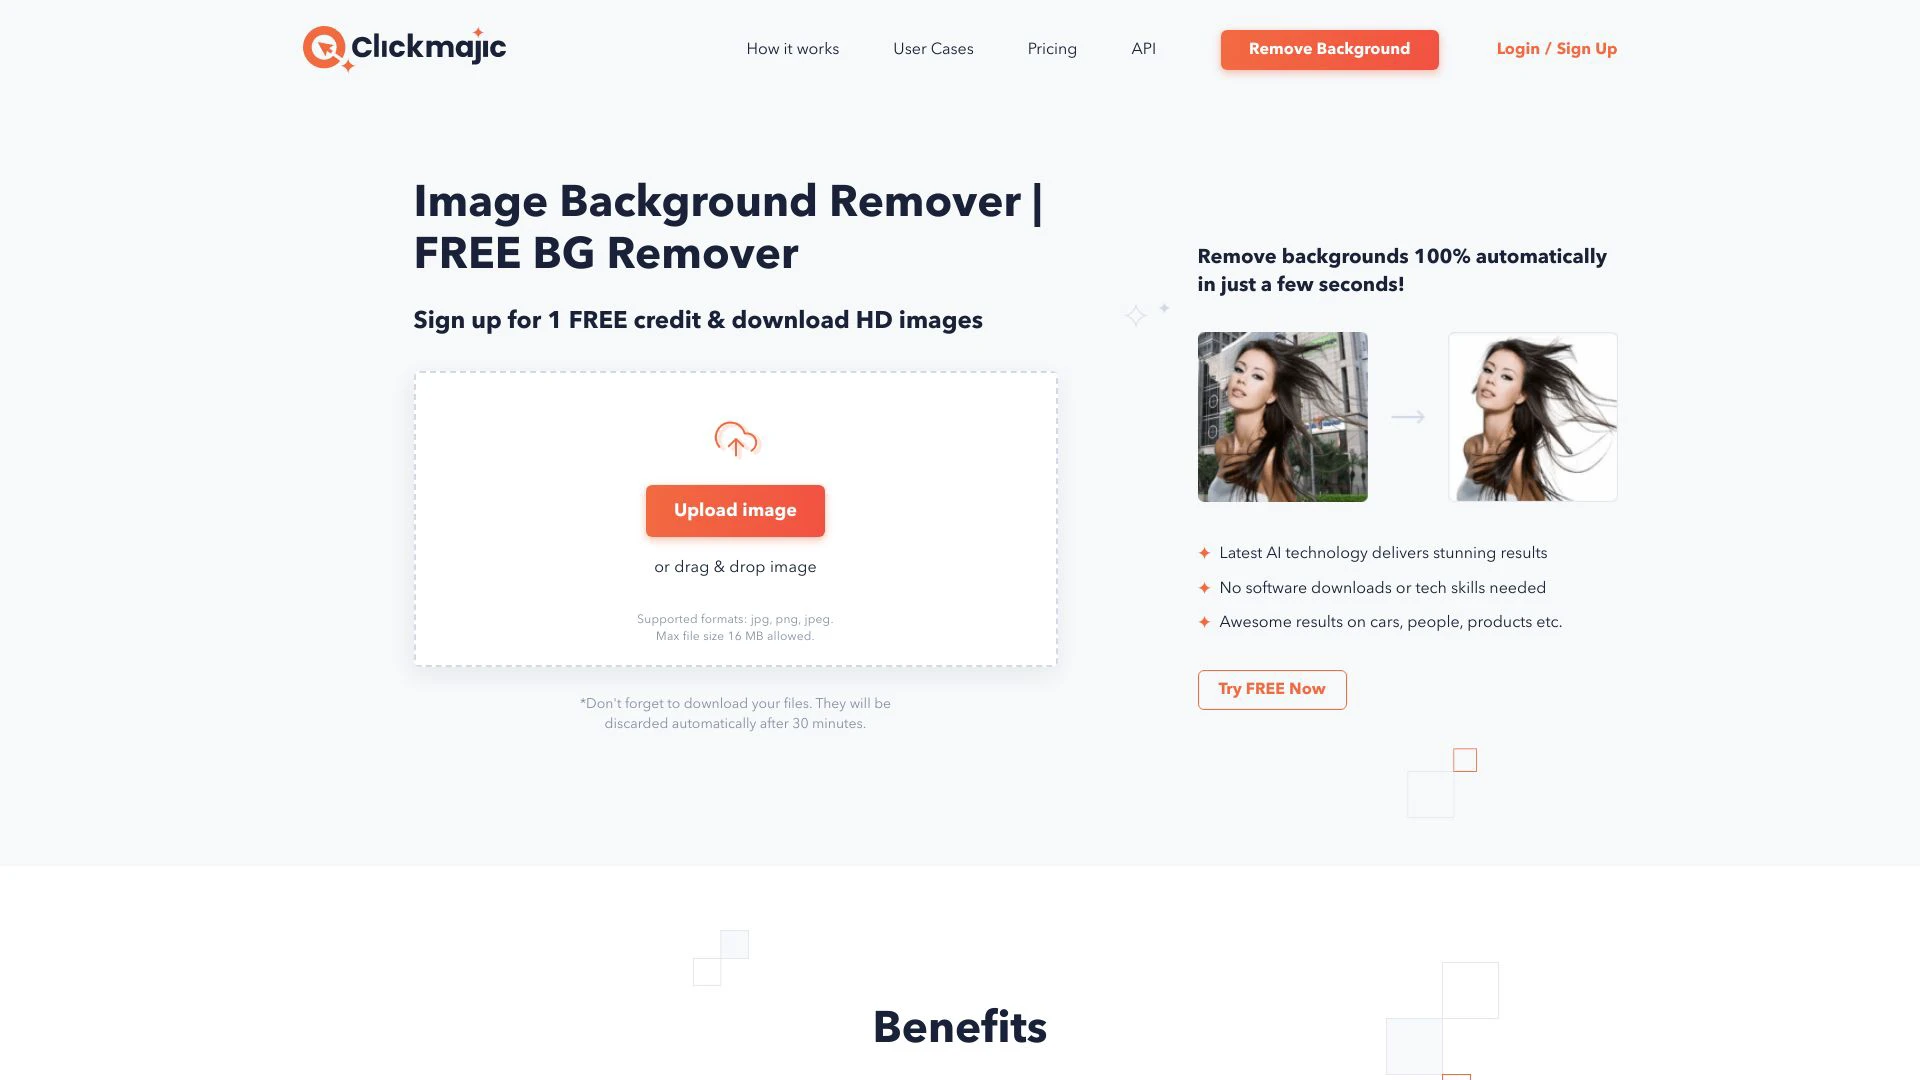 Clickmajic
How it works
User Cases
Pricing
API
Remove Background
Login / Sign Up
Image Background Remover |
FREE BG Remover
Sign up for 1 FREE credit & download HD images
Upload image
or drag & drop image
Supported formats: jpg, png, jpeg.
Max file size 16 MB allowed.
*Don't forget to download your files. They will be
discarded automatically after 30 minutes.
Remove backgrounds 100% automatically
in just a few seconds!
Latest AI technology delivers stunning results
No software downloads or tech skills needed
Awesome results on cars, people, products etc.
Try FREE Now
Benefits